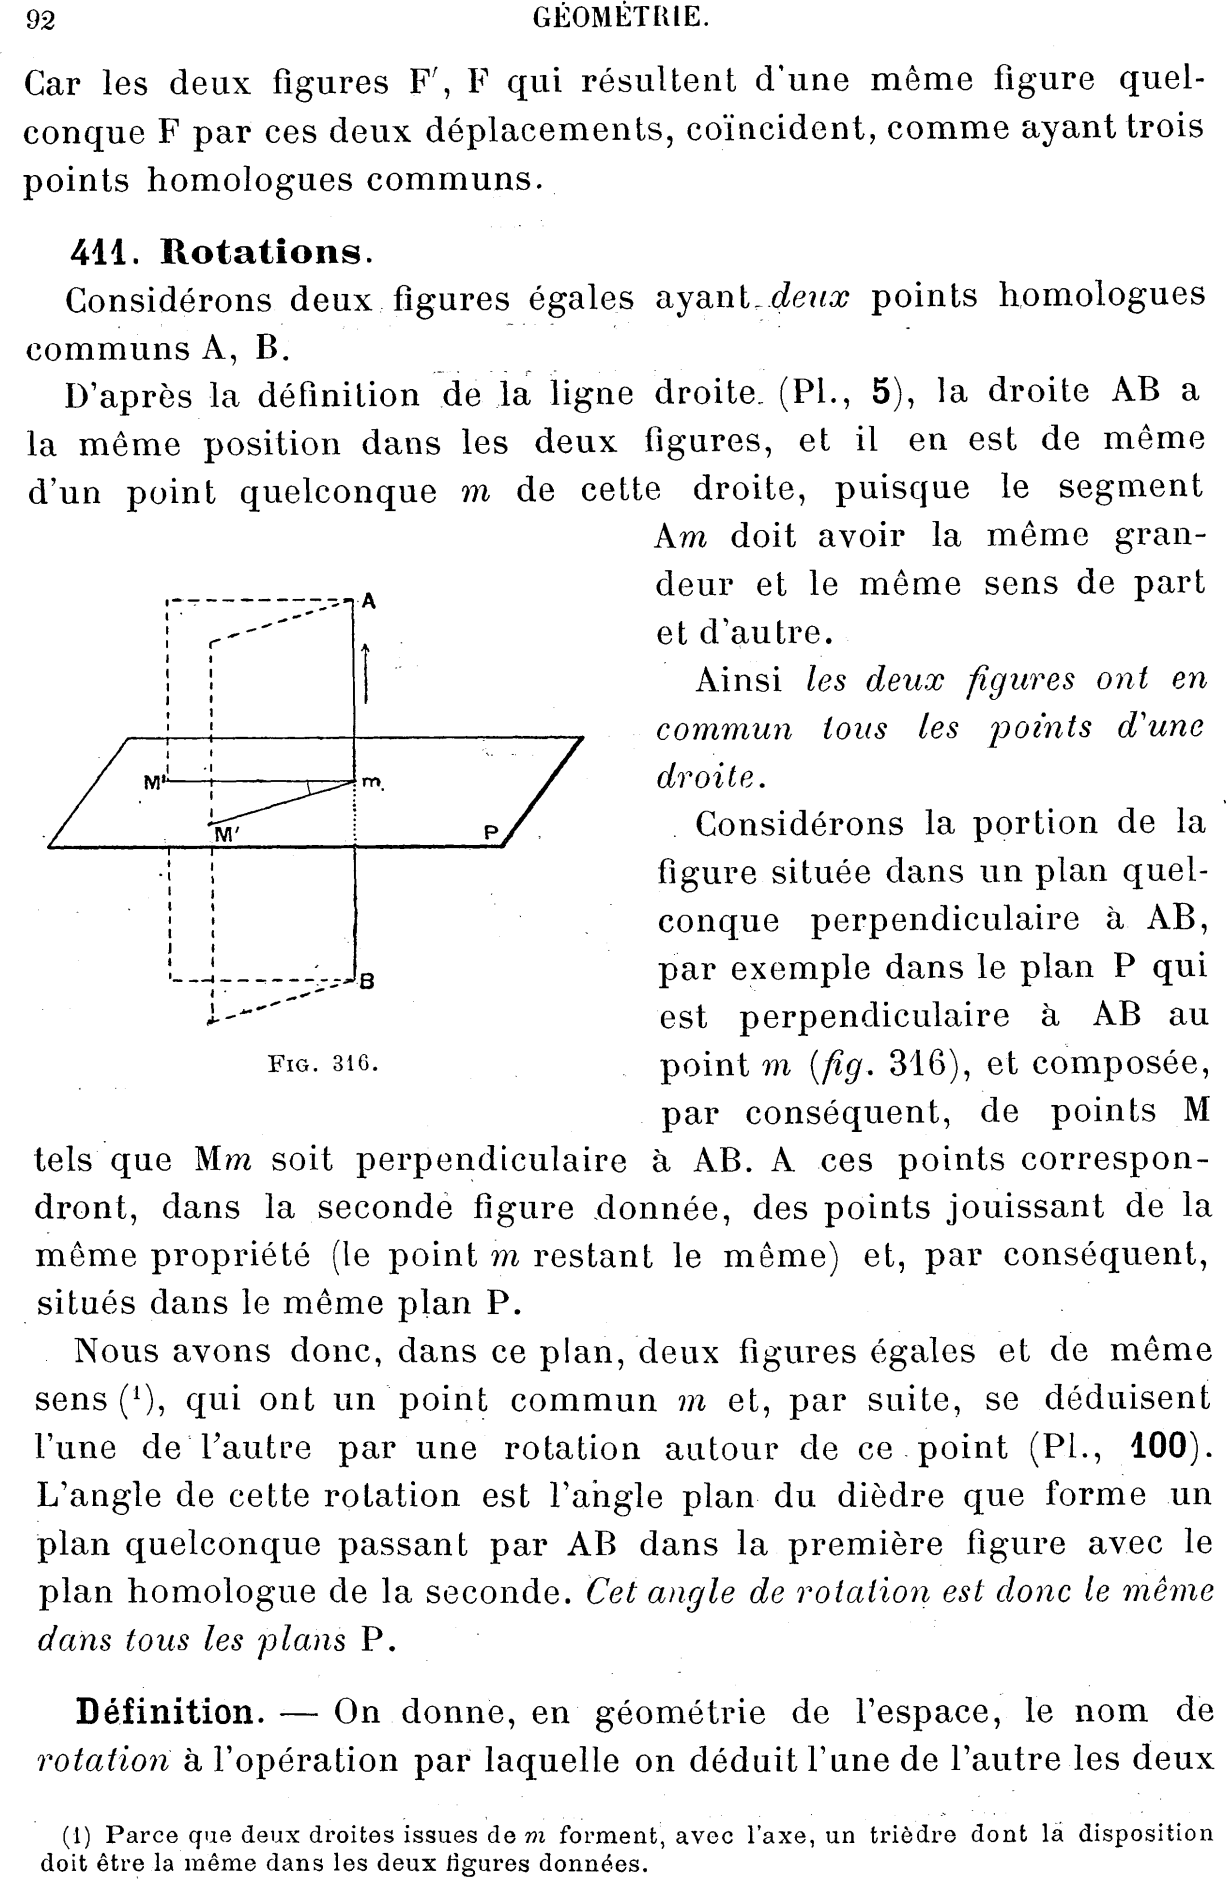 92
GÉOMÉTRIE.
Car les deux figures F', F qui résultent d'une même figure quel-
conque F par ces deux déplacements, coïncident, comme ayant trois
points homologues communs.
411. Rotations.
Considérons deux figures égales ayant deux points homologues
communs A, B.
D'après la définition de la ligne droite (Pl., 5), la droite AB a
la même position dans les deux figures, et il en est de même
d'un point quelconque m de cette droite, puisque le segment
Am doit avoir la même gran-
deur et le même sens de part
et d'autre.
Ainsi les deux figures ont en
commun tous les points d'une
droite.
Considérons la portion de la
figure située dans un plan quel-
conque perpendiculaire à AB,
par exemple dans le plan P qui
est perpendiculaire à AB au
point m (fig. 316), et composée,
par conséquent, de points M
A
M
m
M'
P
B
FIG. 316.
tels que Mm soit perpendiculaire à AB. A ces points correspon-
dront, dans la seconde figure donnée, des points jouissant de la
même propriété (le point m restant le même) et, par conséquent,
situés dans le même plan P.
Nous avons donc, dans ce plan, deux figures égales et de même
sens (1), qui ont un point commun m et, par suite, se déduisent
l'une de l'autre par une rotation autour de ce point (Pl., 100).
L'angle de cette rotation est l'angle plan du dièdre que forme un
plan quelconque passant par AB dans la première figure avec le
plan homologue de la seconde. Cet angle de rotation est donc le même
dans tous les plans P.
Définition. — On donne, en géométrie de l'espace, le nom de
rotation à l'opération par laquelle on déduit l'une de l'autre les deux
(1) Parce que deux droites issues de m forment, avec l'axe, un trièdre dont la disposition
doit être la même dans les deux figures données.